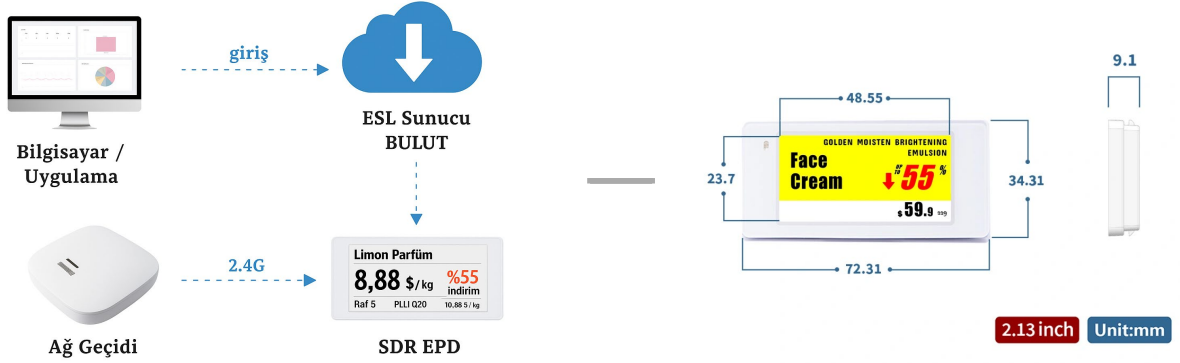 giriş
ESL Sunucu
BULUT
Bilgisayar /
Uygulama
2.4G
Limon Parfüm
8,88 $/kg
%55
indirim
Raf 5 PLLI Q20 10,88 S / kg
Ağ Geçidi
SDR EPD
9.1
48.55
GOLDEN MOISTEN BRIGHTENING
EMULSION
Face
Cream
UP TO 55 %
$59.9
23.7
34.31
72.31
2.13 inch
Unit:mm